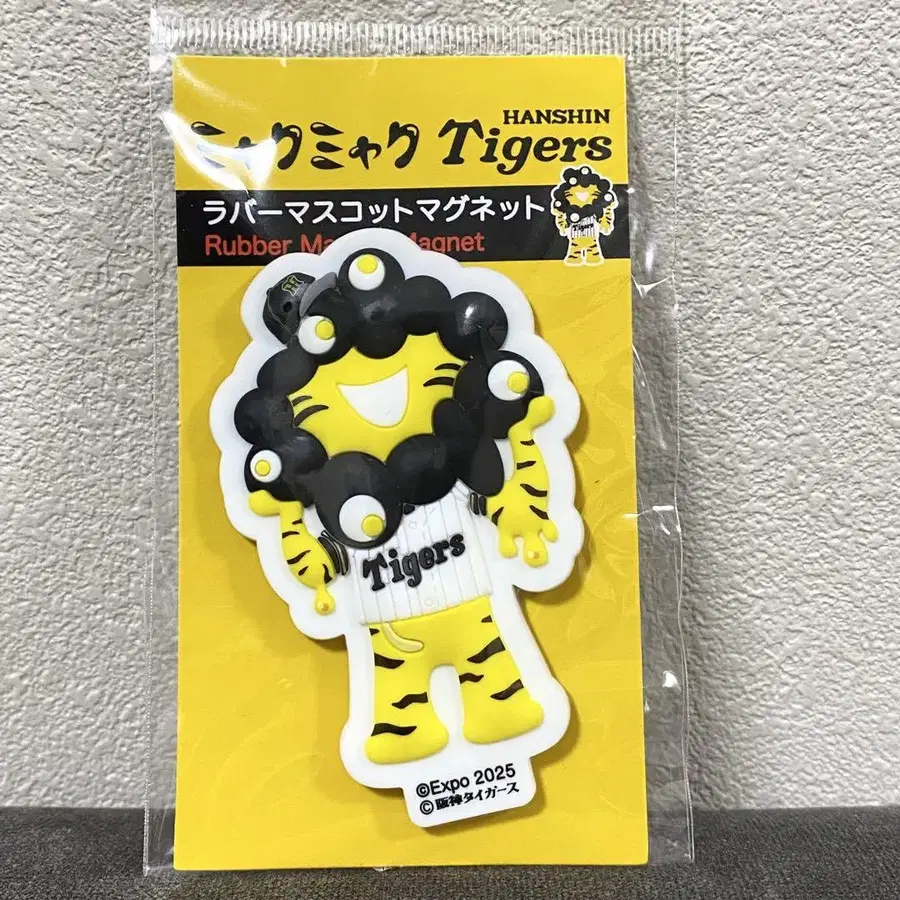 HANSHIN
ミャクミャク Tigers
ラバーマスコットマグネット
Rubber Magnet
Tigers
H
Tigers
©Expo 2025
©阪神タイガース